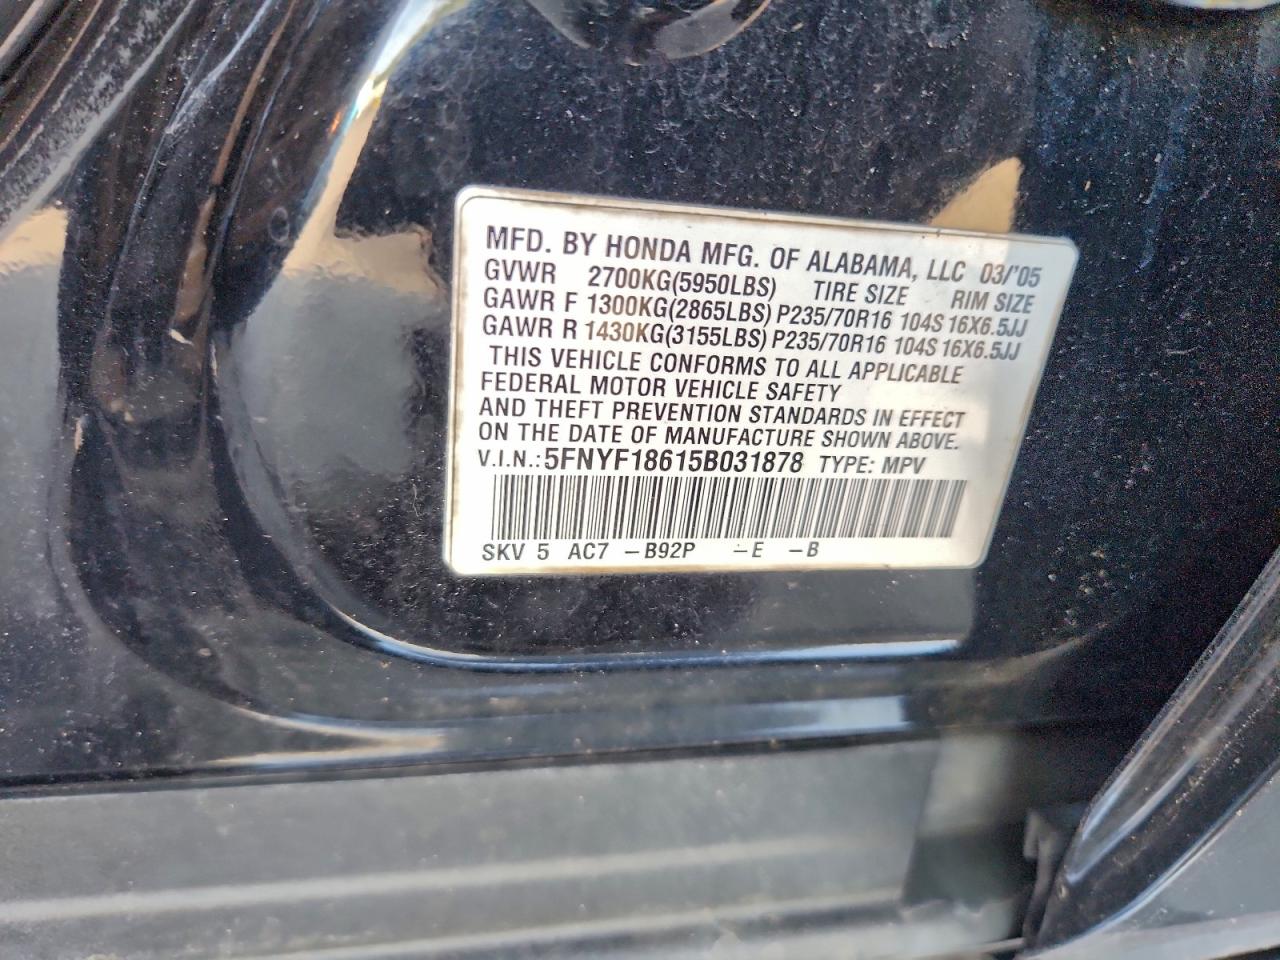 MFD. BY HONDA MFG. OF ALABAMA, LLC 03/'05
GVWR 2700KG(5950LBS) TIRE SIZE RIM SIZE
GAWR F 1300KG(2865LBS) P235/70R16 104S 16X6.5JJ
GAWR R 1430KG(3155LBS) P235/70R16 104S 16X6.5JJ
THIS VEHICLE CONFORMS TO ALL APPLICABLE
FEDERAL MOTOR VEHICLE SAFETY
AND THEFT PREVENTION STANDARDS IN EFFECT
ON THE DATE OF MANUFACTURE SHOWN ABOVE.
V.I.N.: 5FNYF18615B031878 TYPE: MPV
SKV 5 AC7 –B92P –E –B